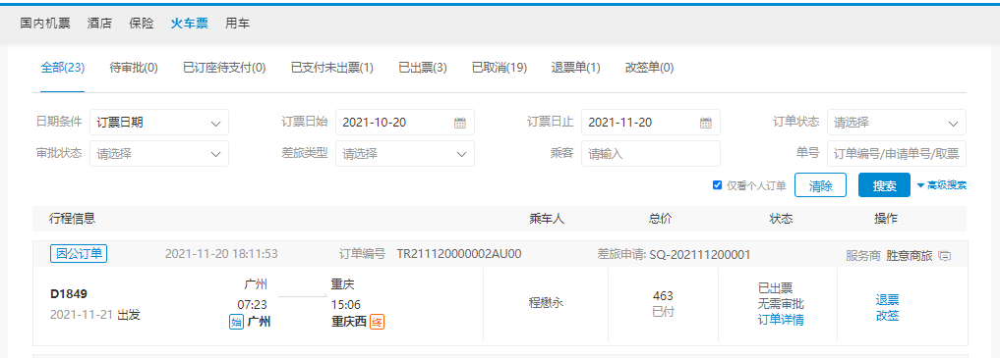 国内机票 酒店 保险 火车票 用车
全部(23) 待审批(0) 已订座待支付(0) 已支付未出票(1) 已出票(3) 已取消(19) 退票单(1) 改签单(0)
日期条件 订票日期 订票日始 2021-10-20 订票日止 2021-11-20 订单状态 请选择
审批状态 请选择 差旅类型 请选择 乘客 请输入 单号 订单编号/申请单号/取票
仅看个人订单 清除 搜索 高级搜索
行程信息 乘车人 总价 状态 操作
因公订单 2021-11-20 18:11:53 订单编号 TR211120000002AU00 差旅申请: SQ-202111200001 服务商 胜意商旅
D1849 广州 重庆 程懋永 463 已出票 退票
2021-11-21 出发 07:23 15:06 已付 无需审批 改签
始 广州 重庆西 终 订单详情